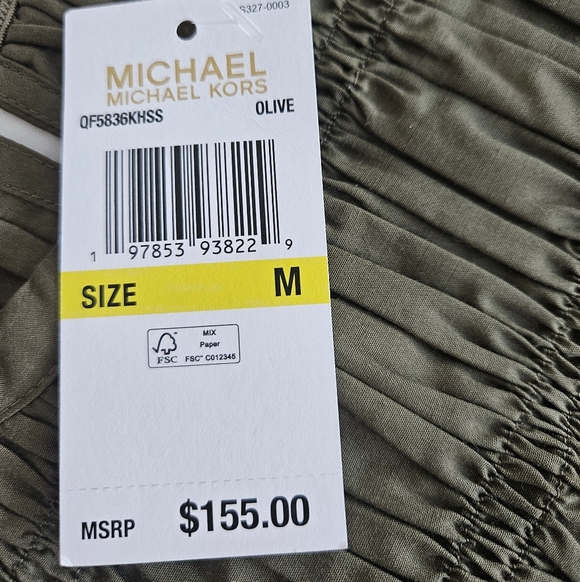 S327-0003
MICHAEL
MICHAEL KORS
QF5836KHSS OLIVE
1 97853 93822 9
SIZE M
MIX
Paper
FSC™ C012345
FSC
MSRP $155.00